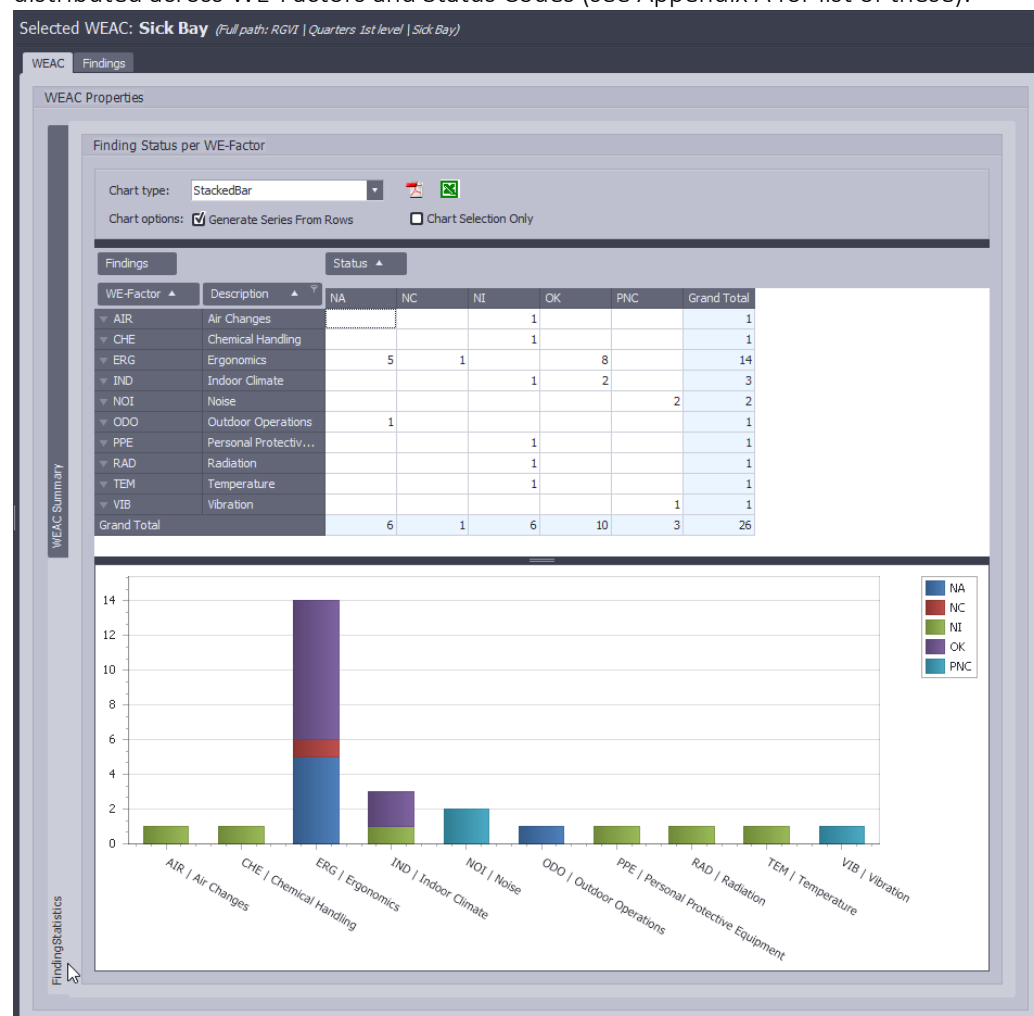 distributed across WE-Factors and Status Codes (see Appendix A for list of these).
Selected WEAC: Sick Bay (Full path: RGVI | Quarters 1st level | Sick Bay)
WEAC Findings
WEAC Properties
Finding Status per WE-Factor
Chart type: StackedBar
Chart options: Generate Series From Rows Chart Selection Only
Findings Status
WE-Factor Description NA NC NI OK PNC Grand Total
AIR Air Changes 1 1
CHE Chemical Handling 1 1
ERG Ergonomics 5 1 8 14
IND Indoor Climate 1 2 3
NOI Noise 2 2
ODO Outdoor Operations 1 1
PPE Personal Protectiv... 1 1
RAD Radiation 1 1
TEM Temperature 1 1
VIB Vibration 1 1
Grand Total 6 1 6 10 3 26
WEAC Summary
FindingStatistics
14
12
10
8
6
4
2
0
NA
NC
NI
OK
PNC
AIR | Air Changes
CHE | Chemical Handling
ERG | Ergonomics
IND | Indoor Climate
NOI | Noise
ODO | Outdoor Operations
PPE | Personal Protective Equipment
RAD | Radiation
TEM | Temperature
VIB | Vibration